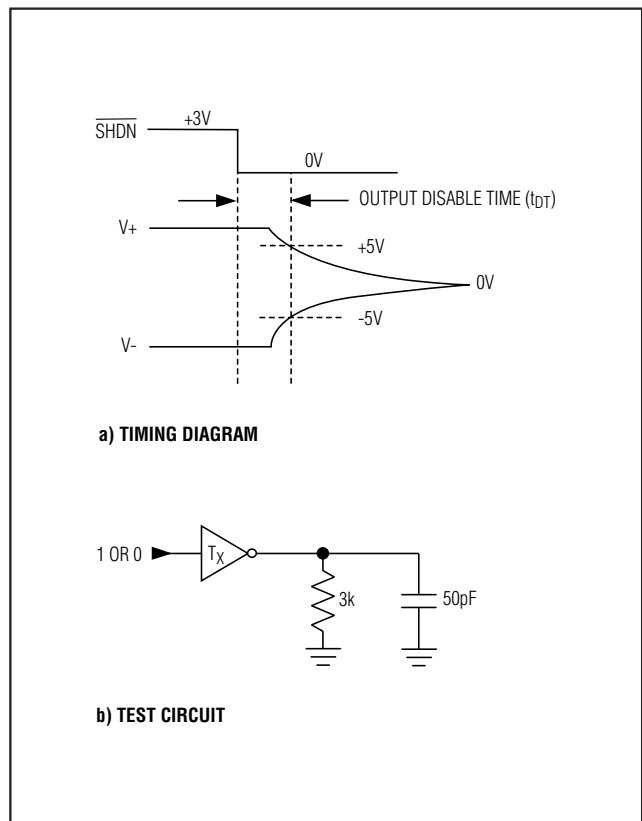 +3V
SHDN
0V
OUTPUT DISABLE TIME (tDT)
V+
+5V
0V
-5V
V-
a) TIMING DIAGRAM
1 OR 0
TX
3k
50pF
b) TEST CIRCUIT